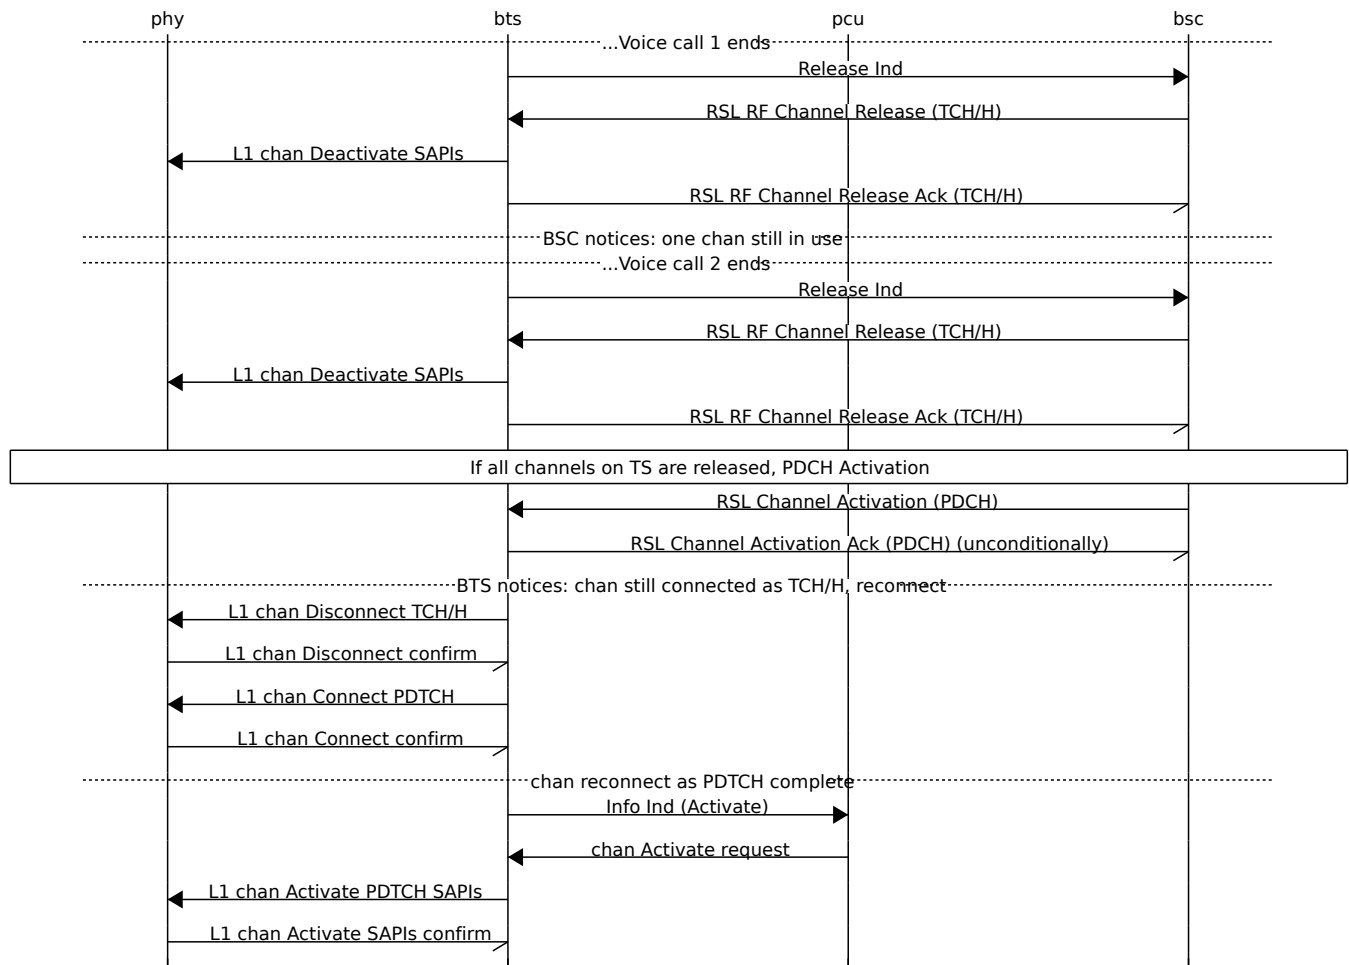 phy bts pcu bsc
...Voice call 1 ends
Release Ind
RSL RF Channel Release (TCH/H)
L1 chan Deactivate SAPIs
RSL RF Channel Release Ack (TCH/H)
BSC notices: one chan still in use
...Voice call 2 ends
Release Ind
RSL RF Channel Release (TCH/H)
L1 chan Deactivate SAPIs
RSL RF Channel Release Ack (TCH/H)
If all channels on TS are released, PDCH Activation
RSL Channel Activation (PDCH)
RSL Channel Activation Ack (PDCH) (unconditionally)
BTS notices: chan still connected as TCH/H, reconnect
L1 chan Disconnect TCH/H
L1 chan Disconnect confirm
L1 chan Connect PDTCH
L1 chan Connect confirm
chan reconnect as PDTCH complete
Info Ind (Activate)
chan Activate request
L1 chan Activate PDTCH SAPIs
L1 chan Activate SAPIs confirm